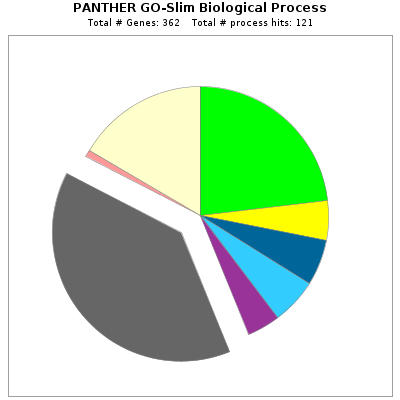 PANTHER GO-Slim Biological Process
Total # Genes: 362 Total # process hits: 121